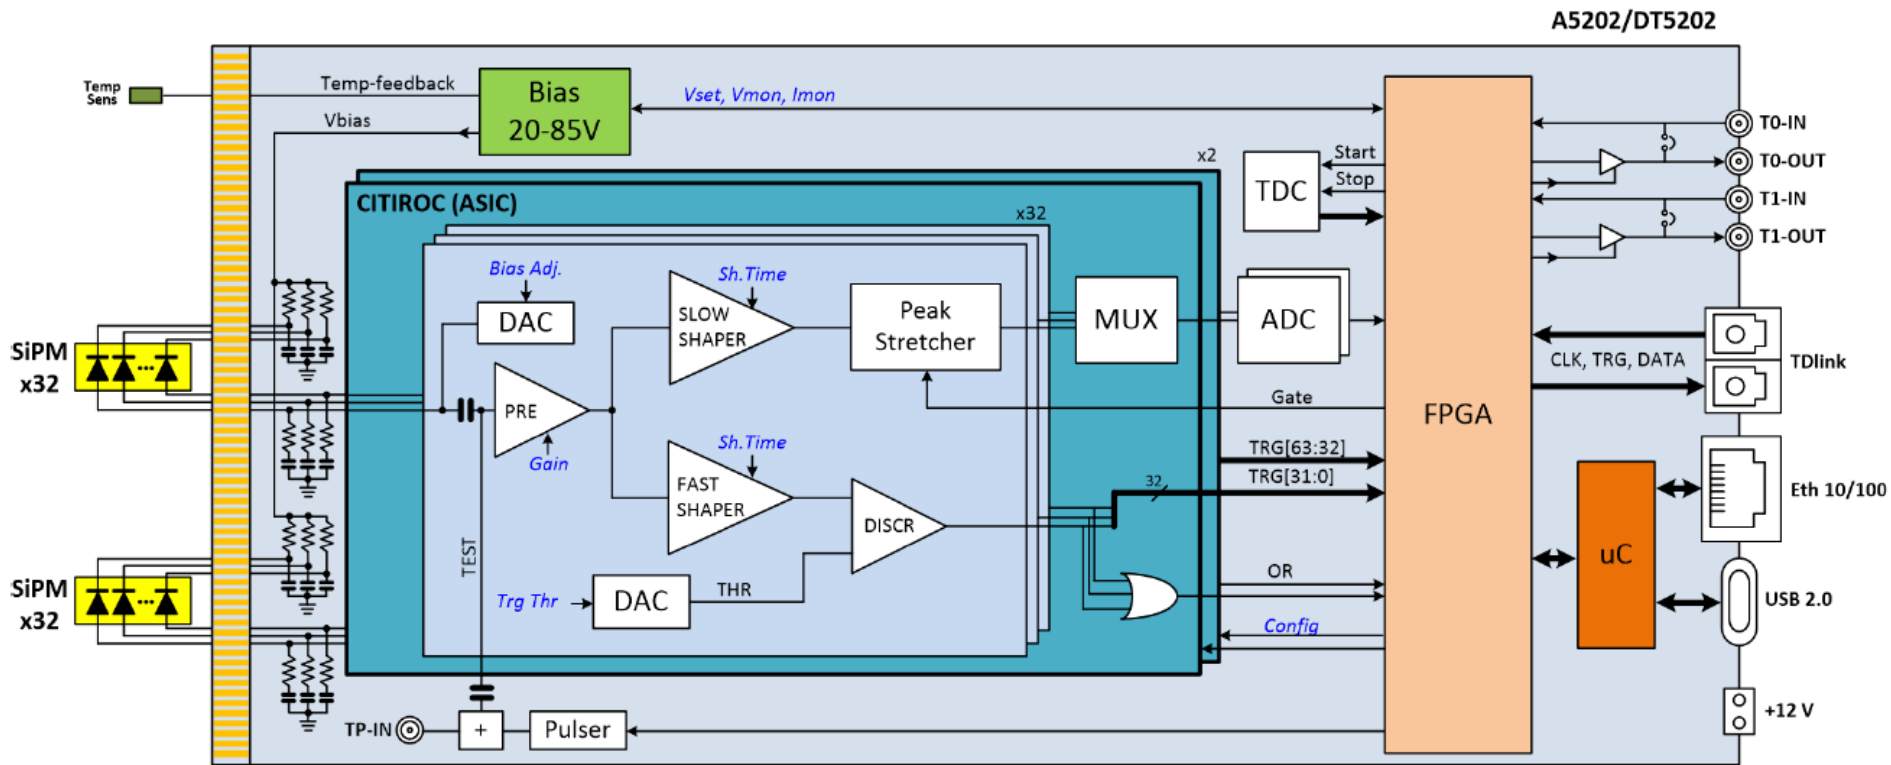 A5202/DT5202
Temp
Sens
Temp-feedback
Bias
20-85V
Vset, Vmon, Imon
Vbias
T0-IN
T0-OUT
T1-IN
T1-OUT
x2
Start
Stop
TDC
CITIROC (ASIC)
x32
Bias Adj.
DAC
Sh.Time
SLOW
SHAPER
Peak
Stretcher
MUX
ADC
SiPM
x32
CLK, TRG, DATA
TDlink
PRE
Gain
Gate
FPGA
Sh.Time
FAST
SHAPER
DISCR
TRG[63:32]
TRG[31:0]
32
Eth 10/100
TEST
uC
SiPM
x32
Trg Thr
DAC
THR
OR
USB 2.0
Config
TP-IN
+
Pulser
+12 V